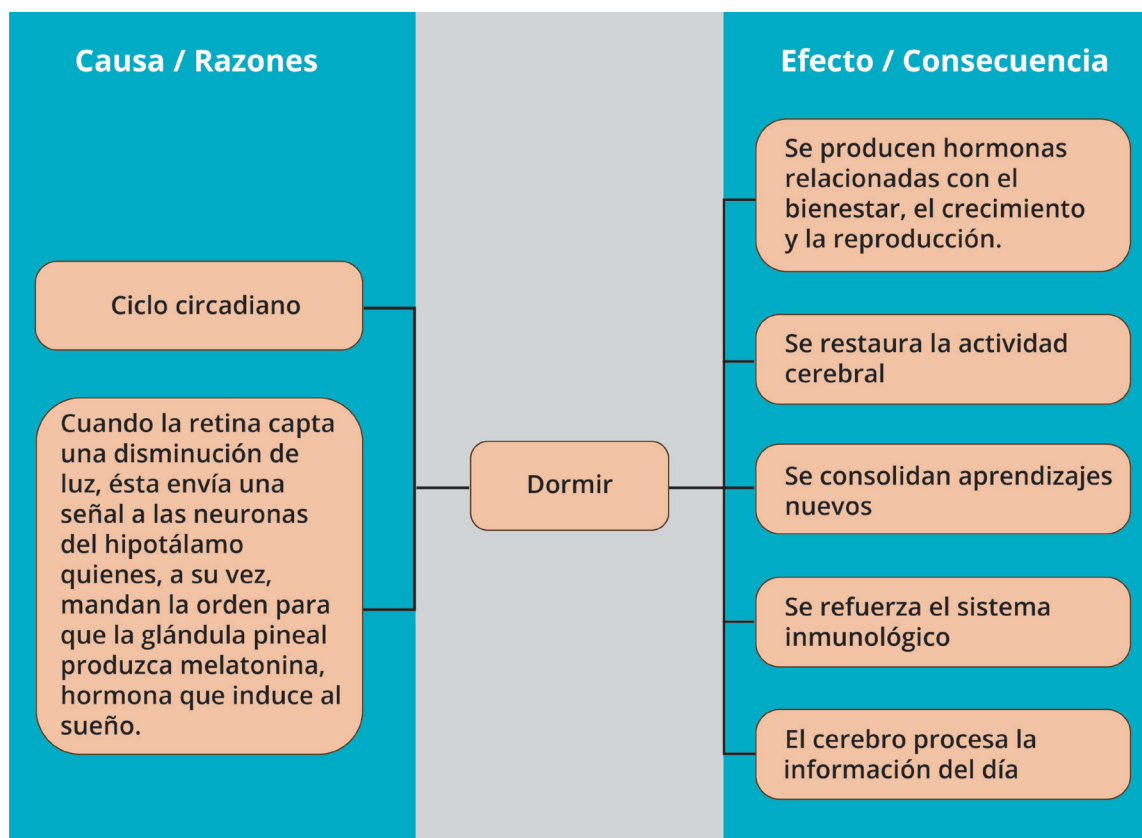 Causa / Razones
Ciclo circadiano
Cuando la retina capta
una disminución de
luz, ésta envía una
señal a las neuronas
del hipotálamo
quienes, a su vez,
mandan la orden para
que la glándula pineal
produzca melatonina,
hormona que induce al
sueño.
Dormir
Efecto / Consecuencia
Se producen hormonas
relacionadas con el
bienestar, el crecimiento
y la reproducción.
Se restaura la actividad
cerebral
Se consolidan aprendizajes
nuevos
Se refuerza el sistema
inmunológico
El cerebro procesa la
información del día